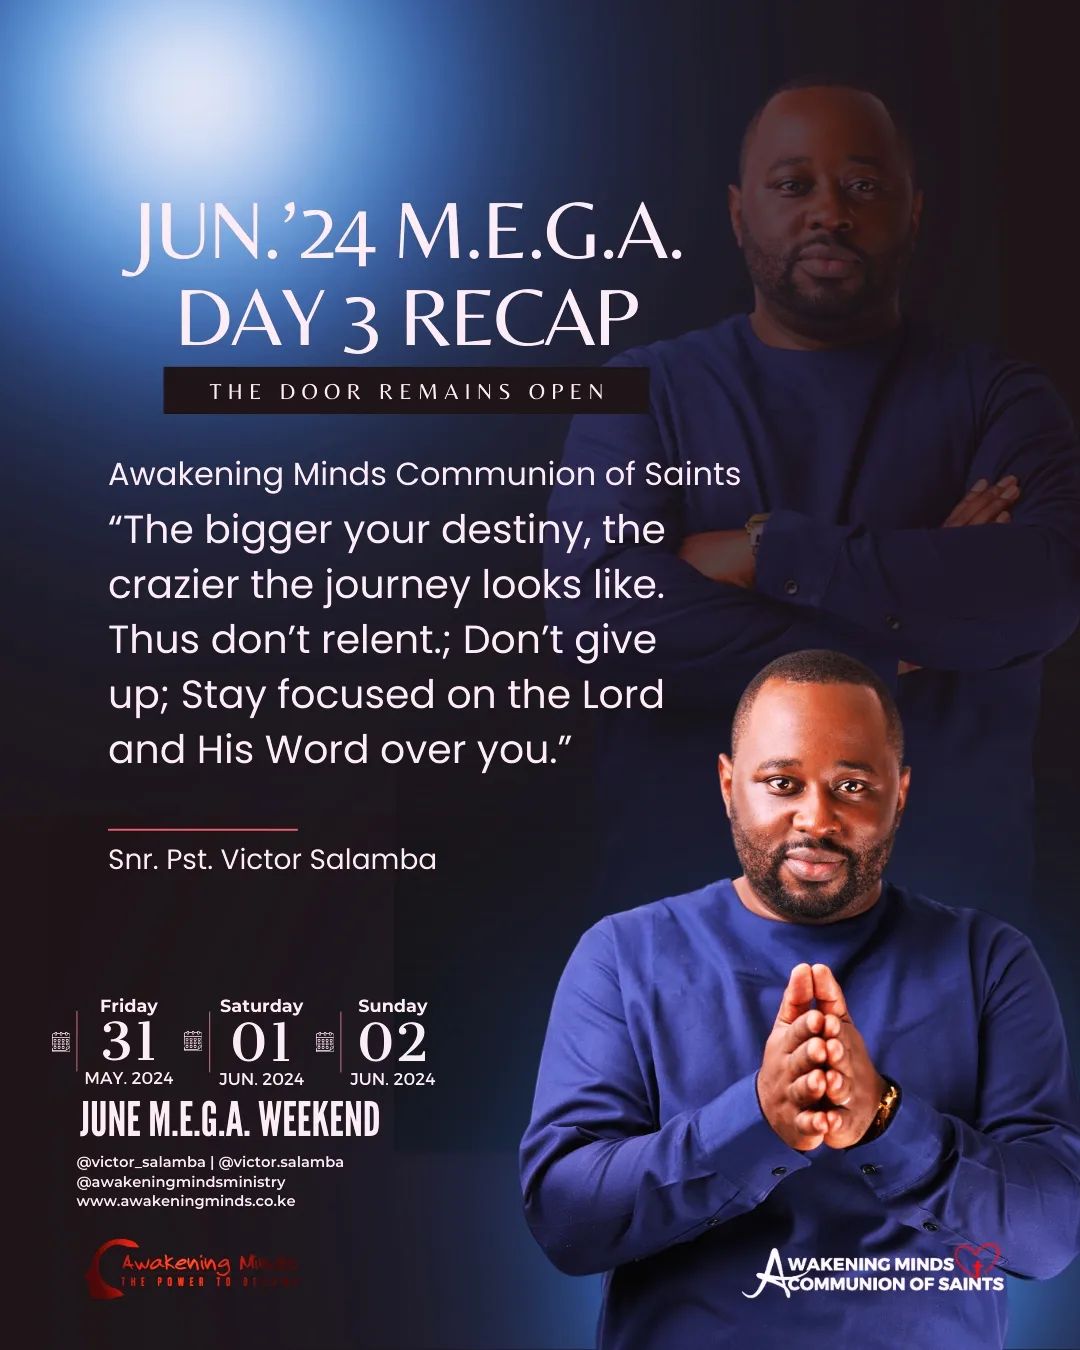 JUN.’24 M.E.G.A.
DAY 3 RECAP
THE DOOR REMAINS OPEN
Awakening Minds Communion of Saints
“The bigger your destiny, the
crazier the journey looks like.
Thus don’t relent.; Don’t give
up; Stay focused on the Lord
and His Word over you.”
Snr. Pst. Victor Salamba
Friday
31
MAY. 2024
Saturday
01
JUN. 2024
Sunday
02
JUN. 2024
JUNE M.E.G.A. WEEKEND
@victor_salamba | @victor.salamba
@awakeningmindsministry
www.awakeningminds.co.ke
Awakening Minds
THE POWER TO
AWAKENING MINDS
COMMUNION OF SAINTS